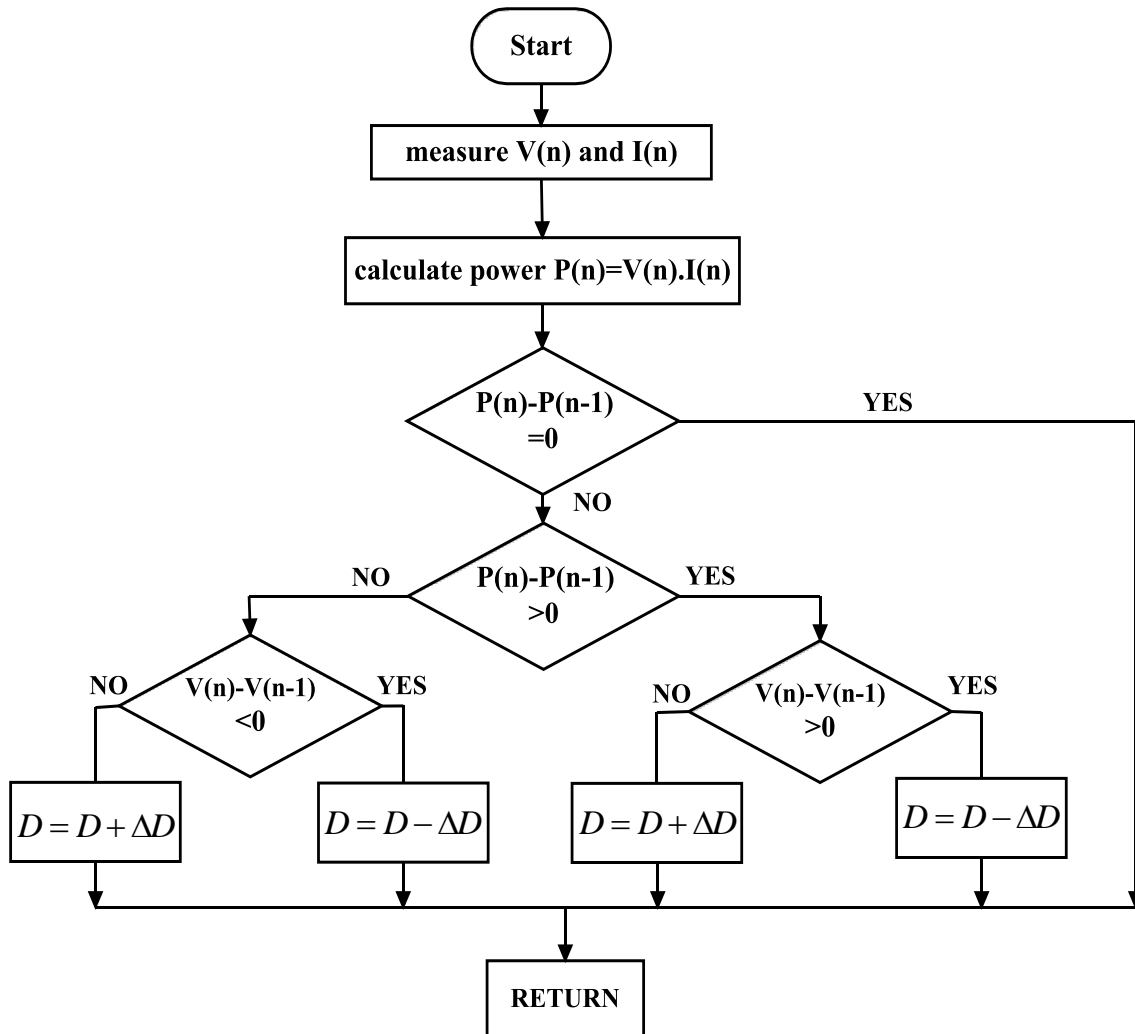 Start
measure V(n) and I(n)
calculate power P(n)=V(n).I(n)
P(n)-P(n-1)
=0
YES
NO
P(n)-P(n-1)
>0
NO
YES
V(n)-V(n-1)
<0
NO
YES
V(n)-V(n-1)
>0
NO
YES
D = D + ΔD
D = D − ΔD
D = D + ΔD
D = D − ΔD
RETURN